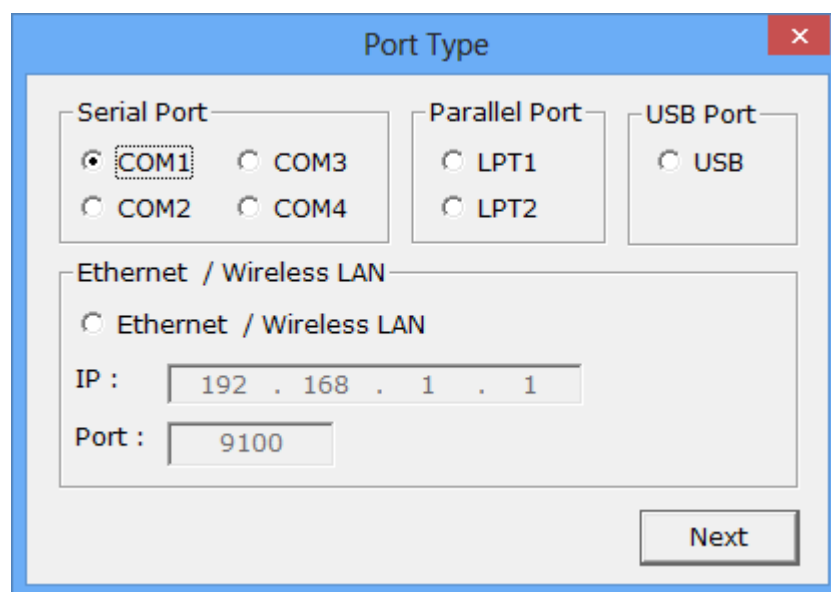 Port Type
Serial Port
COM1 COM3
COM2 COM4
Parallel Port
LPT1
LPT2
USB Port
USB
Ethernet / Wireless LAN
Ethernet / Wireless LAN
IP : 192 . 168 . 1 . 1
Port : 9100
Next